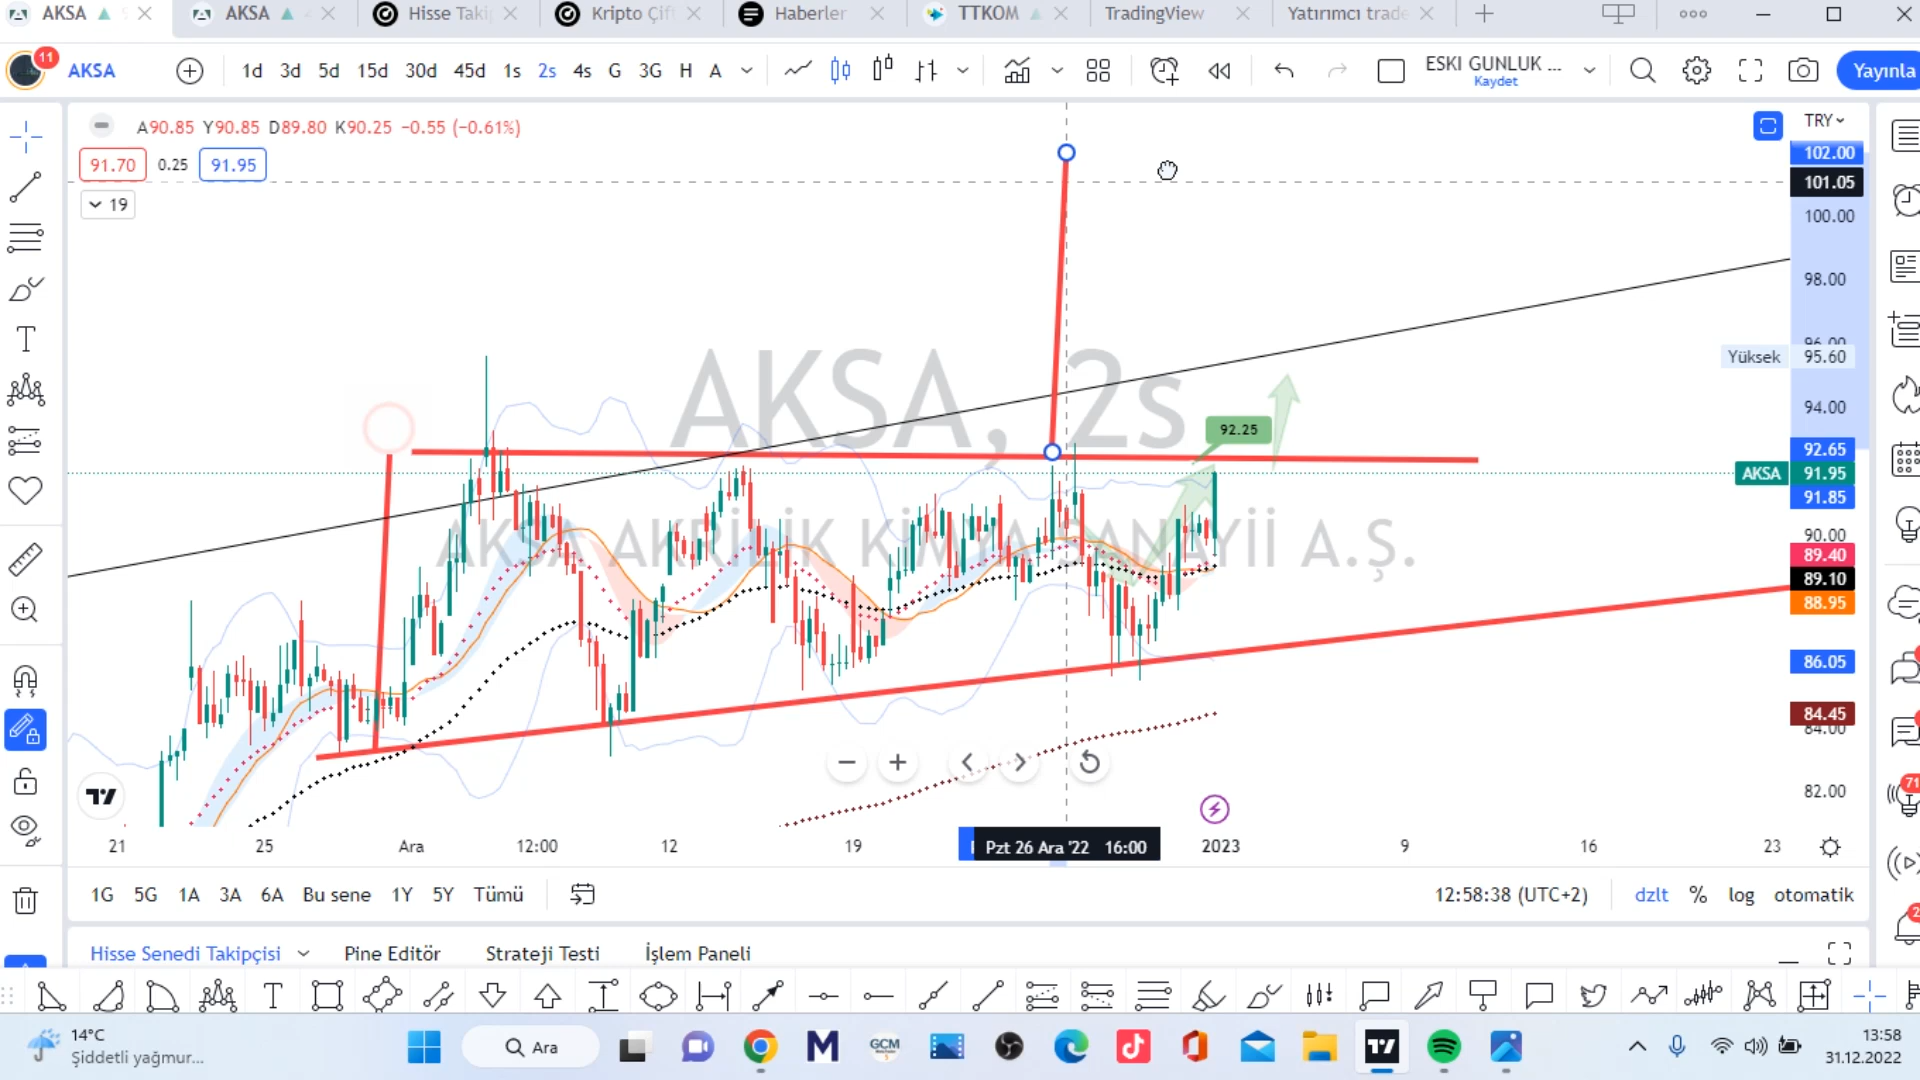 AKSA
AKSA
Hisse Taki
Kripto Çif
Haberler
TTKOM
TradingView
Yatırımcı trade
11
AKSA
1d 3d 5d 15d 30d 45d 1s 2s 4s G 3G H A
ESKI GUNLUK ...
Kaydet
Yayınla
A90.85 Y90.85 D89.80 K90.25 −0.55 (−0.61%)
91.70 0.25 91.95
19
TRY
102.00
101.05
100.00
98.00
96.00
Yüksek 95.60
94.00
92.65
AKSA 91.95
91.85
90.00
89.40
89.10
88.95
86.05
84.45
84.00
82.00
AKSA, 2s
AKSA AKRİLİK KİMYA SANAYİİ A.Ş.
92.25
21 25 Ara 12:00 12 19 Pzt 26 Ara '22 16:00 2023 9 16 23
1G 5G 1A 3A 6A Bu sene 1Y 5Y Tümü
12:58:38 (UTC+2) dzlt % log otomatik
Hisse Senedi Takipçisi Pine Editör Strateji Testi İşlem Paneli
71
14°C
Şiddetli yağmur...
Ara
GCM
13:58
31.12.2022